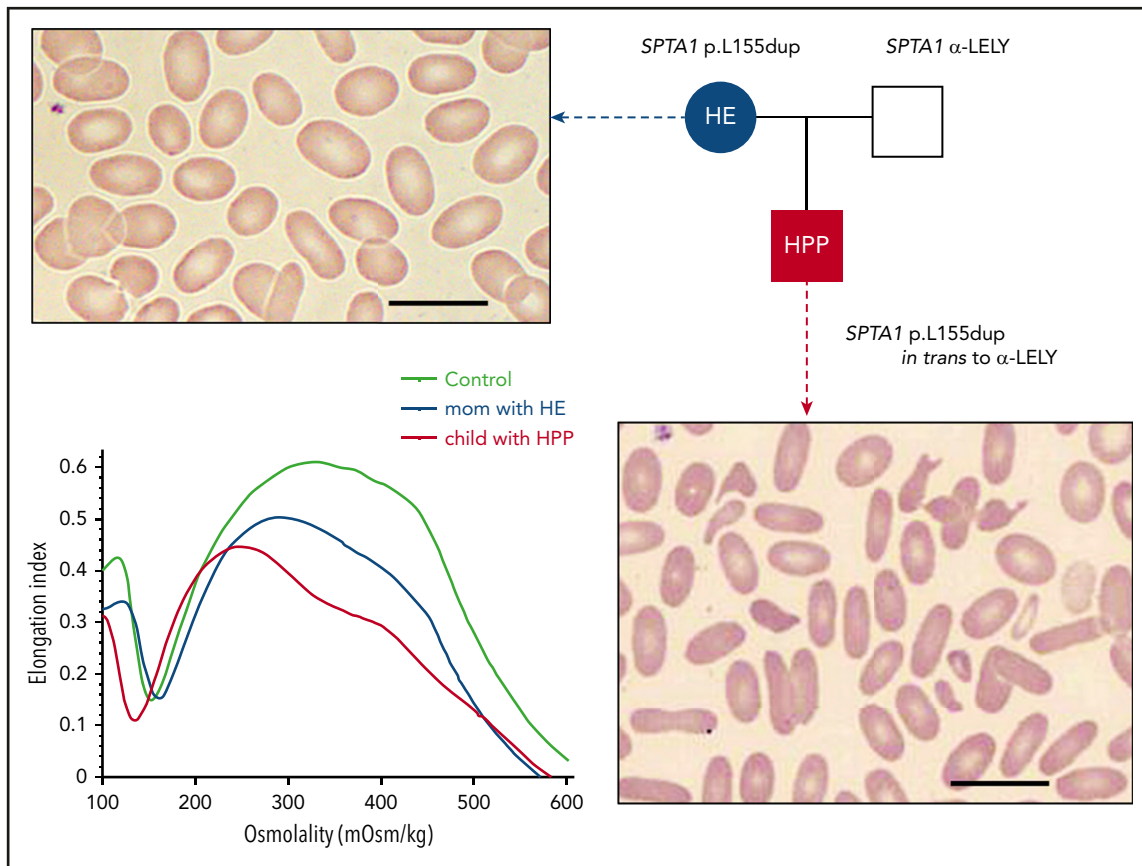 SPTA1 p.L155dup
SPTA1 α-LELY
HE
HPP
SPTA1 p.L155dup
in trans to α-LELY
Control
mom with HE
child with HPP
Elongation index
0.6
0.5
0.4
0.3
0.2
0.1
0
100 200 300 400 500 600
Osmolality (mOsm/kg)